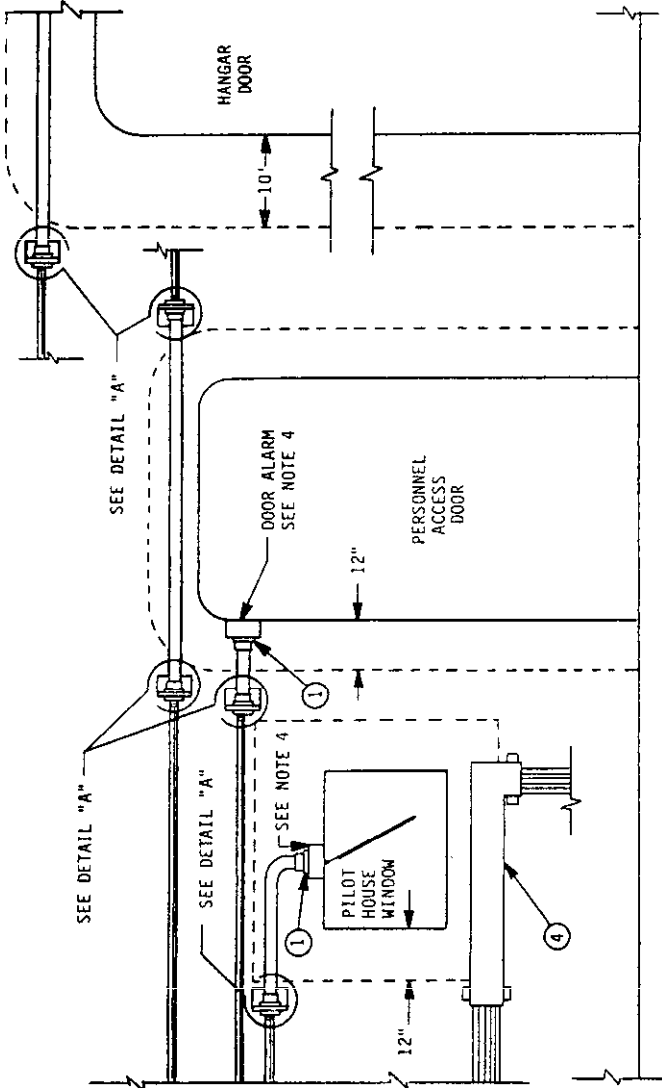 HANGAR
DOOR
10'
SEE DETAIL "A"
DOOR ALARM
SEE NOTE 4
PERSONNEL
ACCESS
DOOR
12"
1
SEE DETAIL "A"
SEE DETAIL "A"
SEE NOTE 4
1
PILOT
HOUSE
WINDOW
12"
4